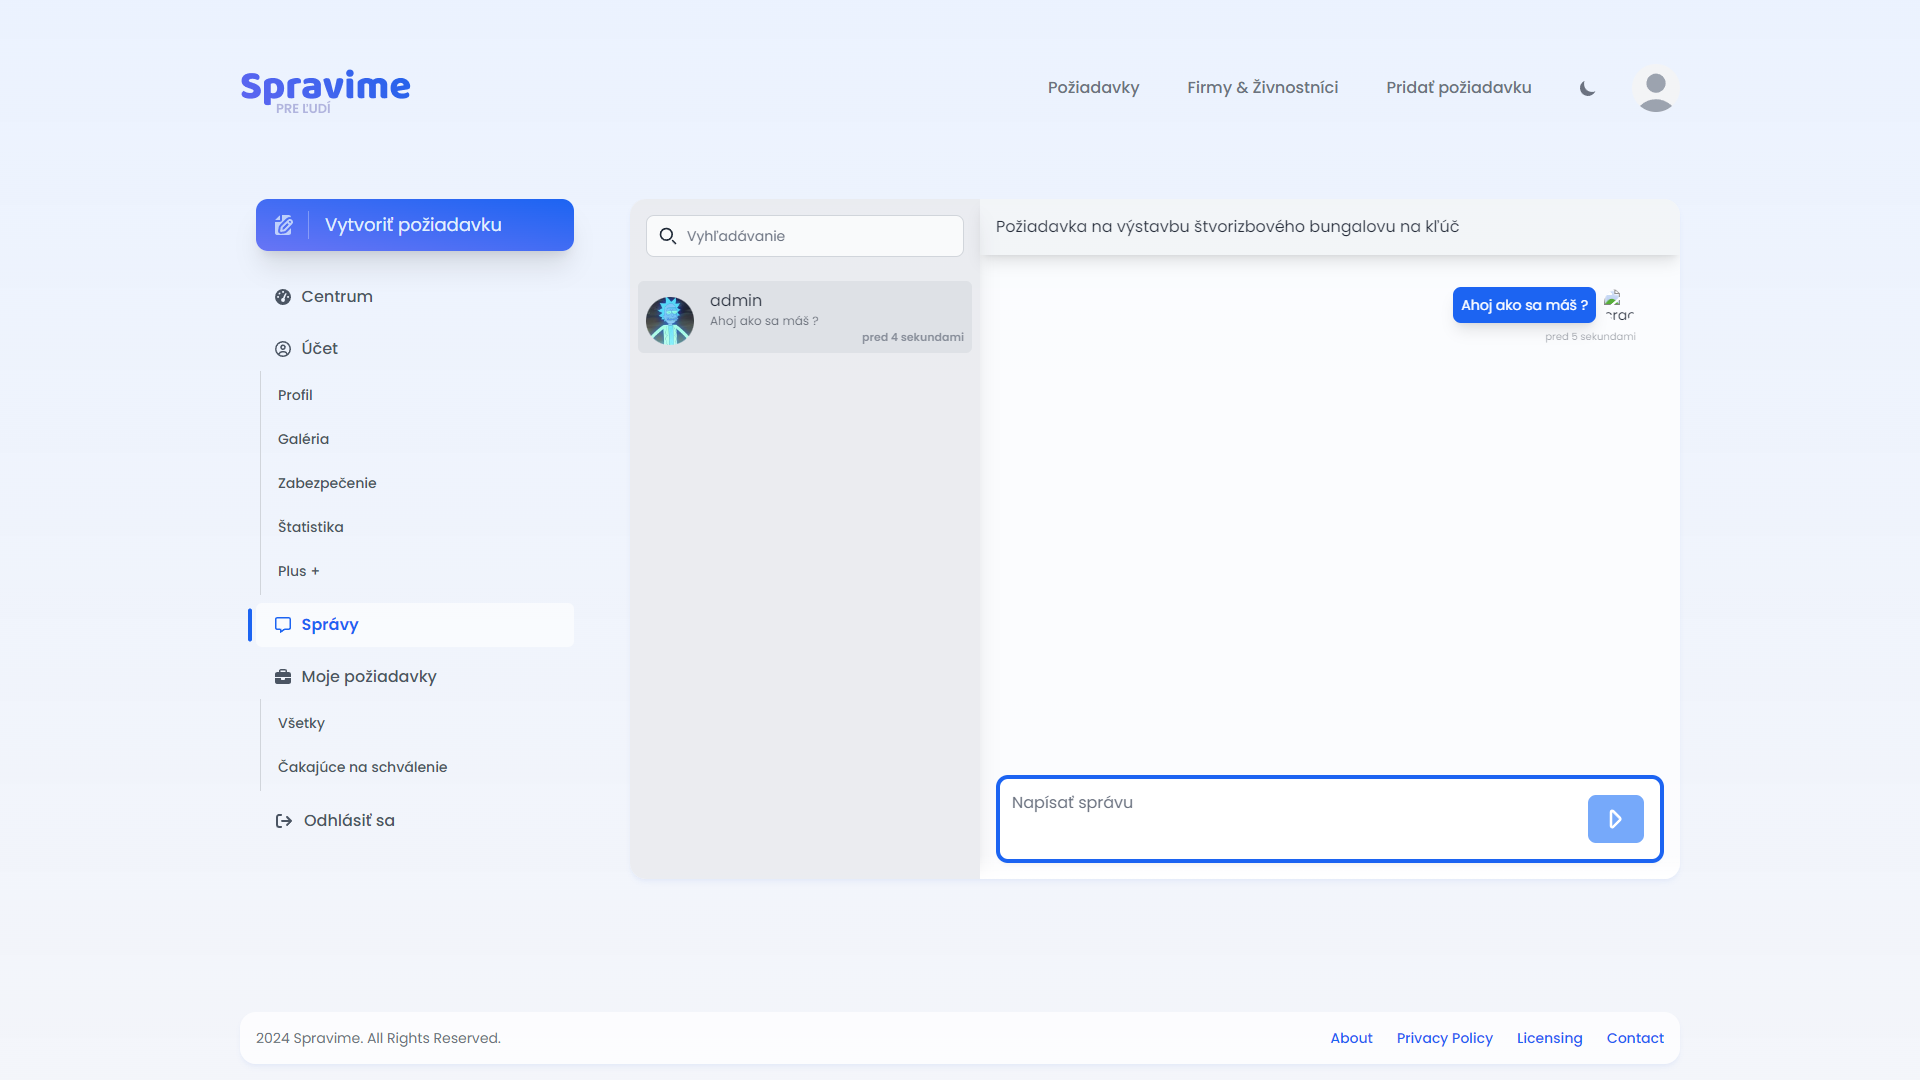 Spravime
PRE ĽUDÍ
Požiadavky
Firmy & Živnostníci
Pridať požiadavku
Vytvoriť požiadavku
Centrum
Účet
Profil
Galéria
Zabezpečenie
Štatistika
Plus +
Správy
Moje požiadavky
Všetky
Čakajúce na schválenie
Odhlásiť sa
Vyhľadávanie
admin
Ahoj ako sa máš ?
pred 4 sekundami
Požiadavka na výstavbu štvorizbového bungalovu na kľúč
Ahoj ako sa máš ?
pred 5 sekundami
Napísať správu
2024 Spravime. All Rights Reserved.
About
Privacy Policy
Licensing
Contact